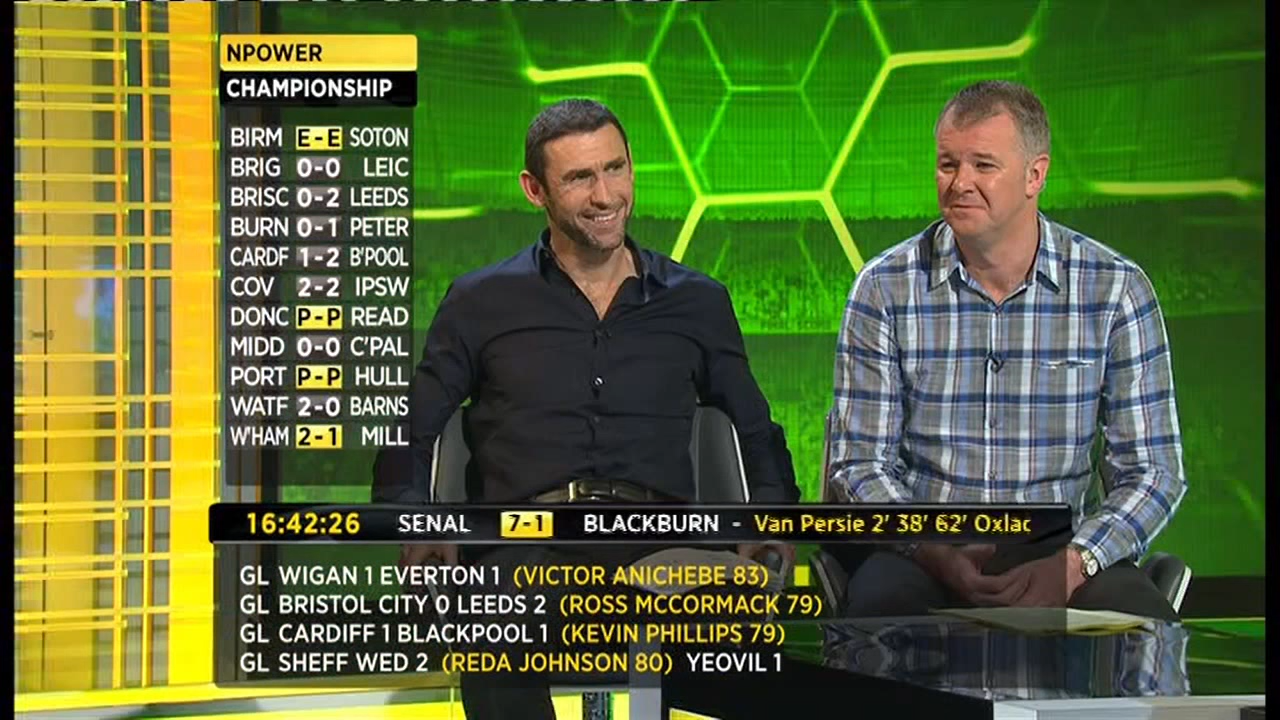 NPOWER
CHAMPIONSHIP
BIRM E-E SOTON
BRIG 0-0 LEIC
BRISC 0-2 LEEDS
BURN 0-1 PETER
CARDF 1-2 B'POOL
COV 2-2 IPSW
DONC P-P READ
MIDD 0-0 C'PAL
PORT P-P HULL
WATF 2-0 BARNS
W'HAM 2-1 MILL
16:42:26 SENAL 7-1 BLACKBURN - Van Persie 2' 38' 62' Oxlac
GL WIGAN 1 EVERTON 1 (VICTOR ANICHEBE 83)
GL BRISTOL CITY 0 LEEDS 2 (ROSS MCCORMACK 79)
GL CARDIFF 1 BLACKPOOL 1 (KEVIN PHILLIPS 79)
GL SHEFF WED 2 (REDA JOHNSON 80) YEOVIL 1